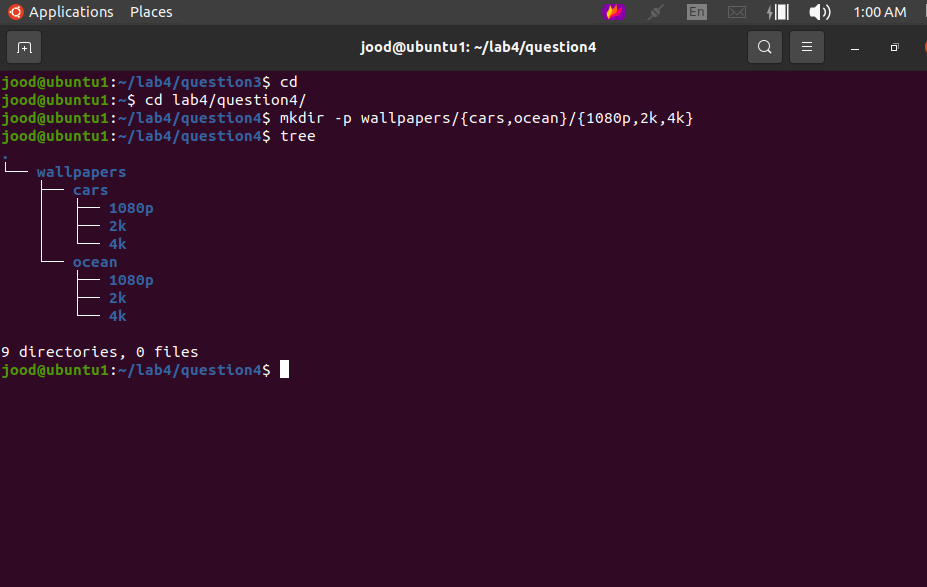 Applications Places En 1:00 AM
jood@ubuntu1: ~/lab4/question4
jood@ubuntu1:~/lab4/question3$ cd
jood@ubuntu1:~$ cd lab4/question4/
jood@ubuntu1:~/lab4/question4$ mkdir -p wallpapers/{cars,ocean}/{1080p,2k,4k}
jood@ubuntu1:~/lab4/question4$ tree
.
└── wallpapers
    ├── cars
    │   ├── 1080p
    │   ├── 2k
    │   └── 4k
    └── ocean
        ├── 1080p
        ├── 2k
        └── 4k
9 directories, 0 files
jood@ubuntu1:~/lab4/question4$